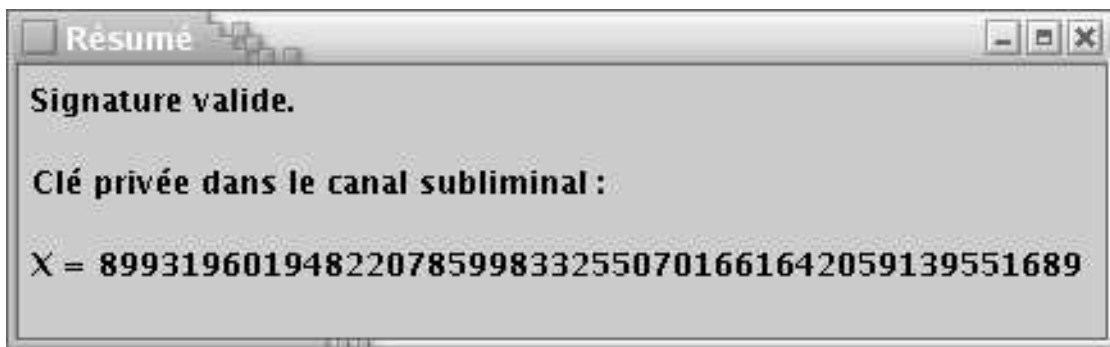 Résumé
Signature valide.
Clé privée dans le canal subliminal :
X = 899319601948220785998332550701661642059139551689